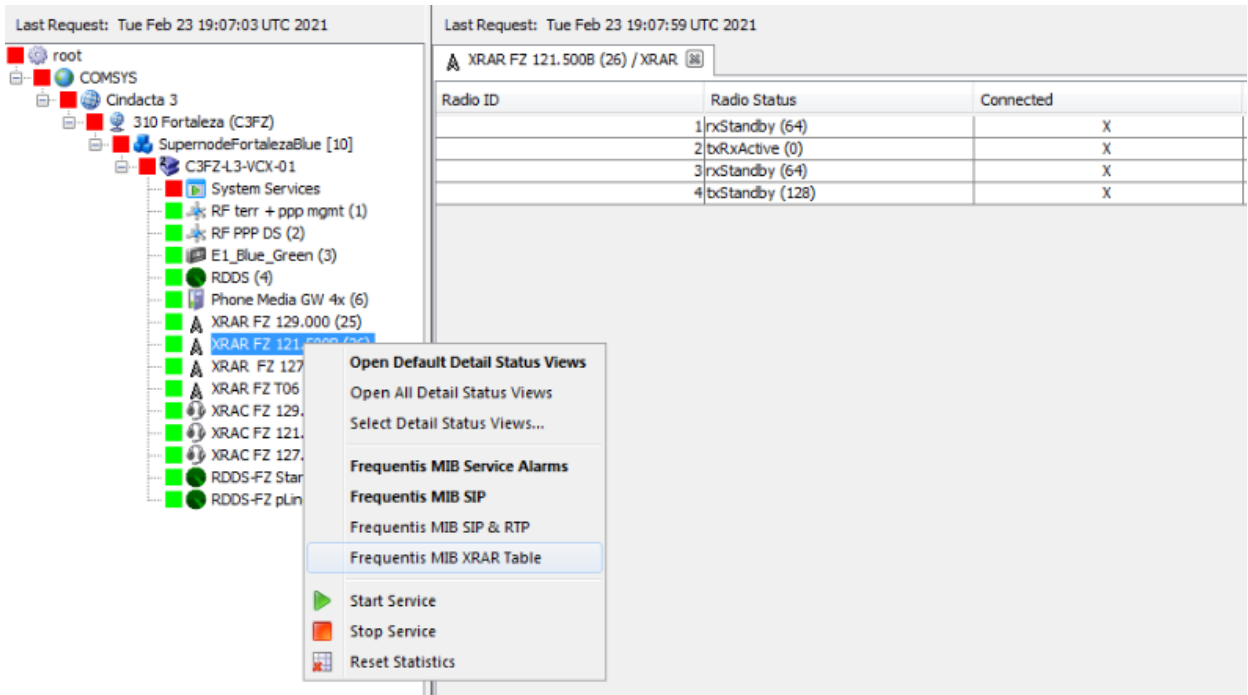 Last Request: Tue Feb 23 19:07:03 UTC 2021
root
COMSYS
Cindacta 3
310 Fortaleza (C3FZ)
SupernodeFortalezaBlue [10]
C3FZ-L3-VCX-01
System Services
RF terr + ppp mgmt (1)
RF PPP DS (2)
E1_Blue_Green (3)
RDDS (4)
Phone Media GW 4x (6)
XRAR FZ 129.000 (25)
XRAR FZ 121.500B (26)
XRAR FZ 127
XRAR FZ T06
XRAC FZ 129.
XRAC FZ 121.
XRAC FZ 127.
RDDS-FZ Star
RDDS-FZ pLin
Open Default Detail Status Views
Open All Detail Status Views
Select Detail Status Views...
Frequentis MIB Service Alarms
Frequentis MIB SIP
Frequentis MIB SIP & RTP
Frequentis MIB XRAR Table
Start Service
Stop Service
Reset Statistics
Last Request: Tue Feb 23 19:07:59 UTC 2021
XRAR FZ 121.500B (26) / XRAR
Radio ID Radio Status Connected
1 rxStandby (64) X
2 txRxActive (0) X
3 rxStandby (64) X
4 txStandby (128) X